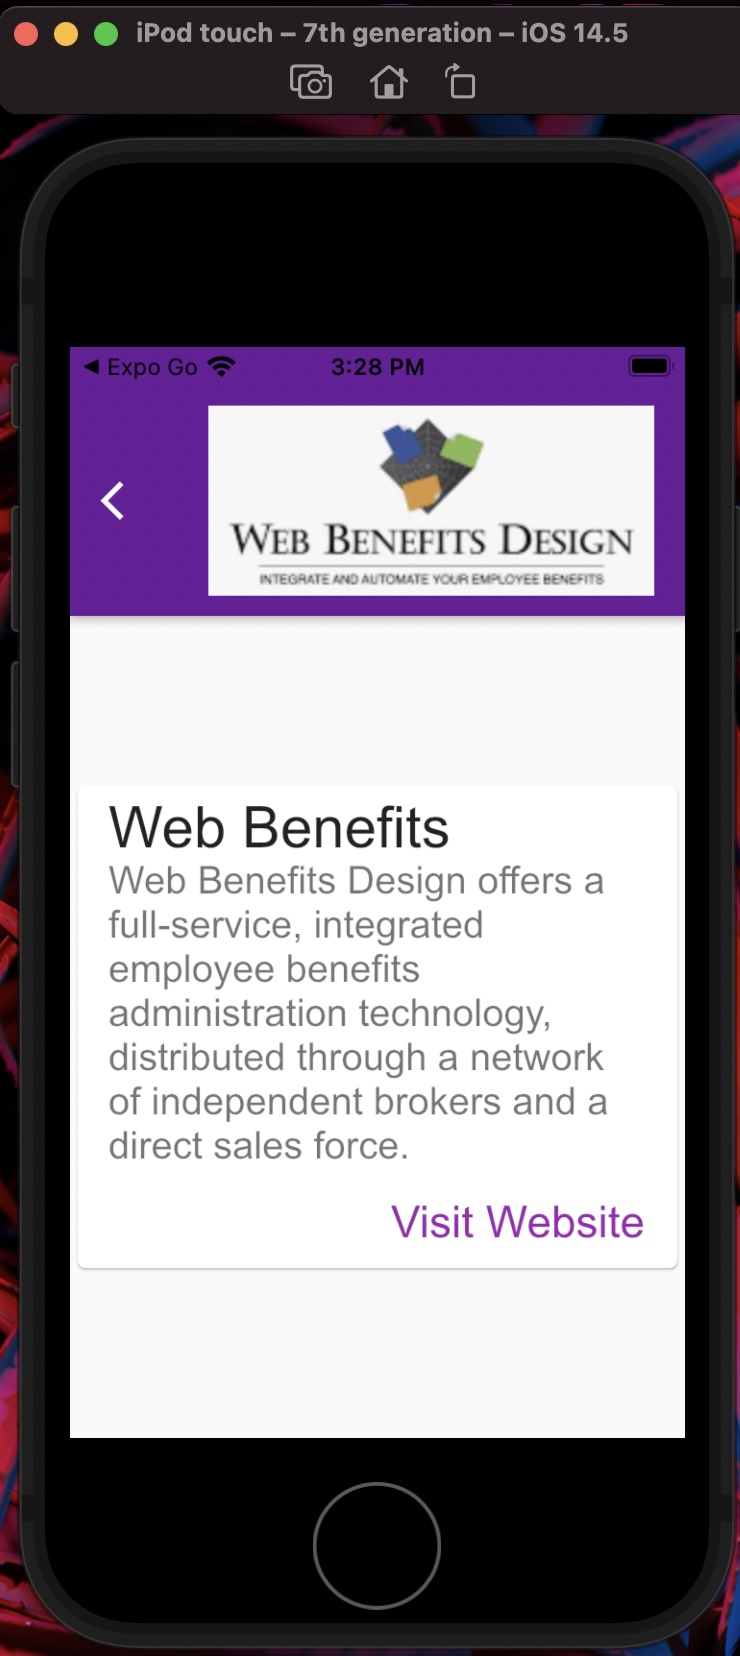 iPod touch – 7th generation – iOS 14.5
◀ Expo Go 3:28 PM
WEB BENEFITS DESIGN
INTEGRATE AND AUTOMATE YOUR EMPLOYEE BENEFITS
Web Benefits
Web Benefits Design offers a
full-service, integrated
employee benefits
administration technology,
distributed through a network
of independent brokers and a
direct sales force.
Visit Website